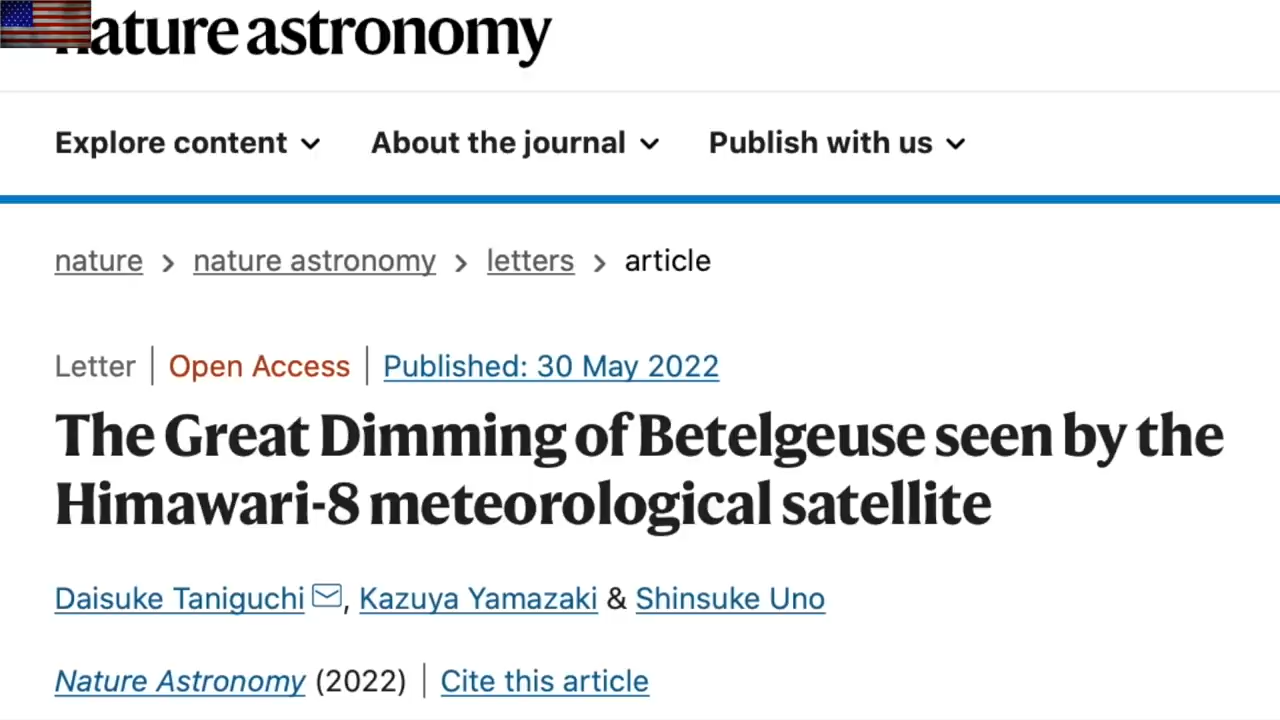 nature astronomy
Explore content About the journal Publish with us
nature > nature astronomy > letters > article
Letter | Open Access | Published: 30 May 2022
The Great Dimming of Betelgeuse seen by the
Himawari-8 meteorological satellite
Daisuke Taniguchi, Kazuya Yamazaki & Shinsuke Uno
Nature Astronomy (2022) | Cite this article